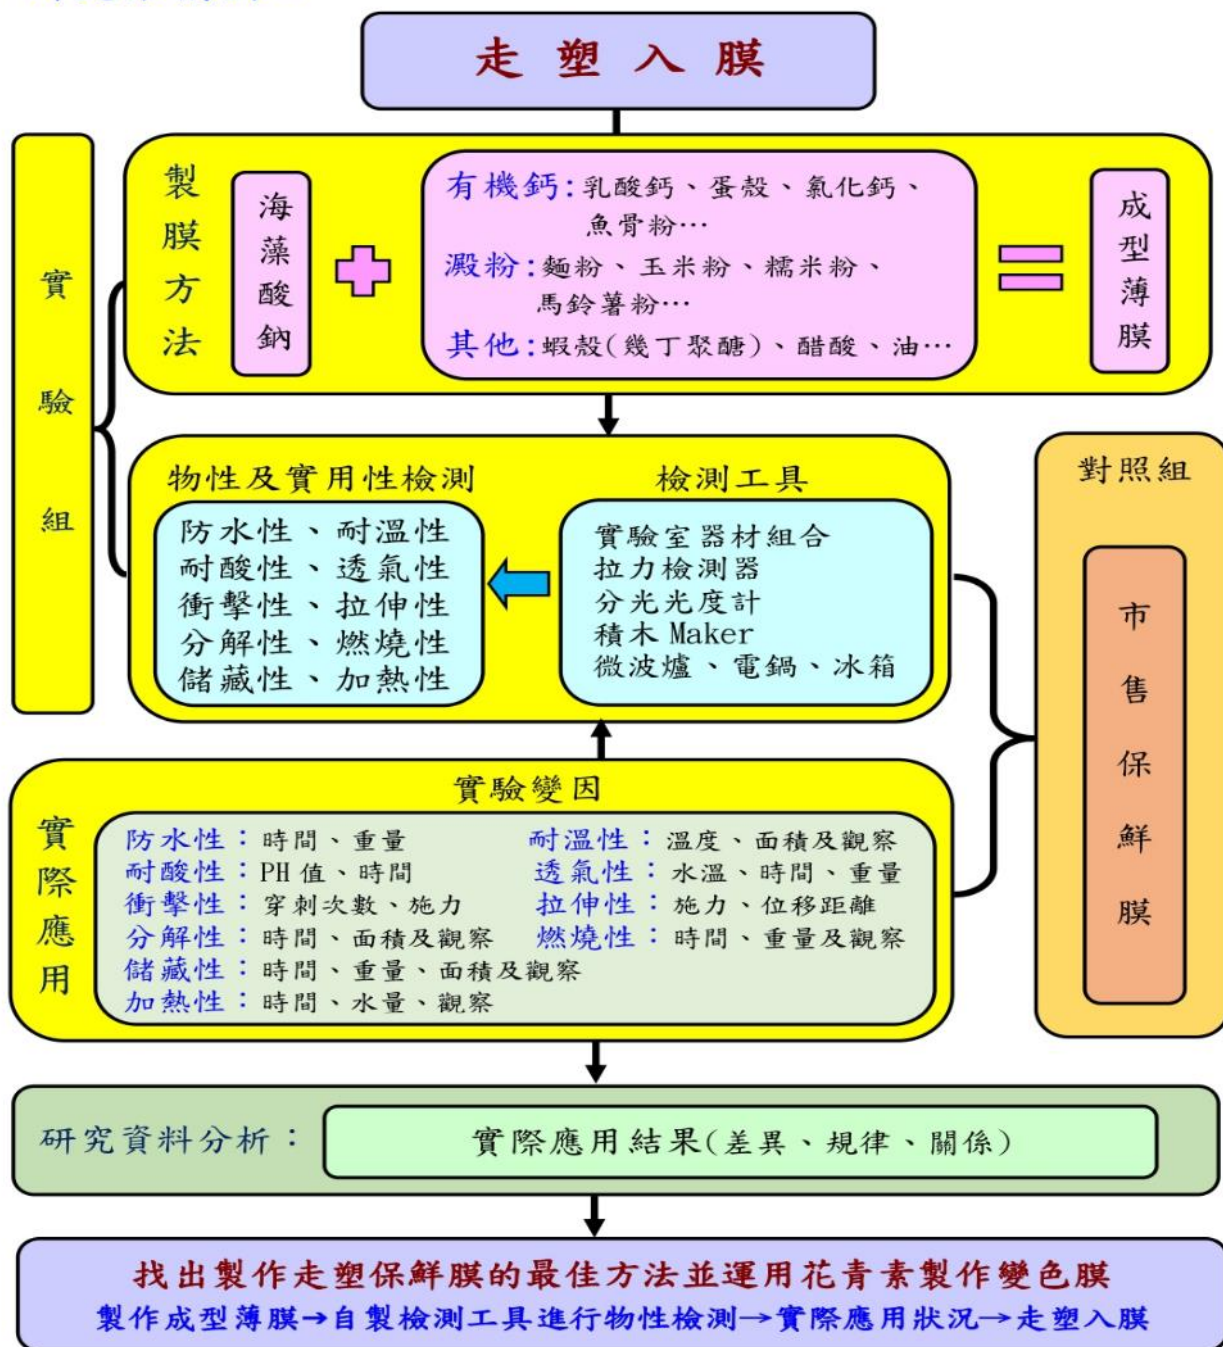 走塑入膜
實驗組
製膜方法
海藻酸鈉
有機鈣:乳酸鈣、蛋殼、氯化鈣、
魚骨粉…
澱粉:麵粉、玉米粉、糯米粉、
馬鈴薯粉…
其他:蝦殼(幾丁聚醣)、醋酸、油…
成型薄膜
物性及實用性檢測
防水性、耐溫性
耐酸性、透氣性
衝擊性、拉伸性
分解性、燃燒性
儲藏性、加熱性
檢測工具
實驗室器材組合
拉力檢測器
分光光度計
積木 Maker
微波爐、電鍋、冰箱
對照組
市售保鮮膜
實際應用
實驗變因
防水性：時間、重量
耐溫性：溫度、面積及觀察
耐酸性：PH 值、時間
透氣性：水溫、時間、重量
衝擊性：穿刺次數、施力
拉伸性：施力、位移距離
分解性：時間、面積及觀察
燃燒性：時間、重量及觀察
儲藏性：時間、重量、面積及觀察
加熱性：時間、水量、觀察
研究資料分析：
實際應用結果(差異、規律、關係)
找出製作走塑保鮮膜的最佳方法並運用花青素製作變色膜
製作成型薄膜→自製檢測工具進行物性檢測→實際應用狀況→走塑入膜